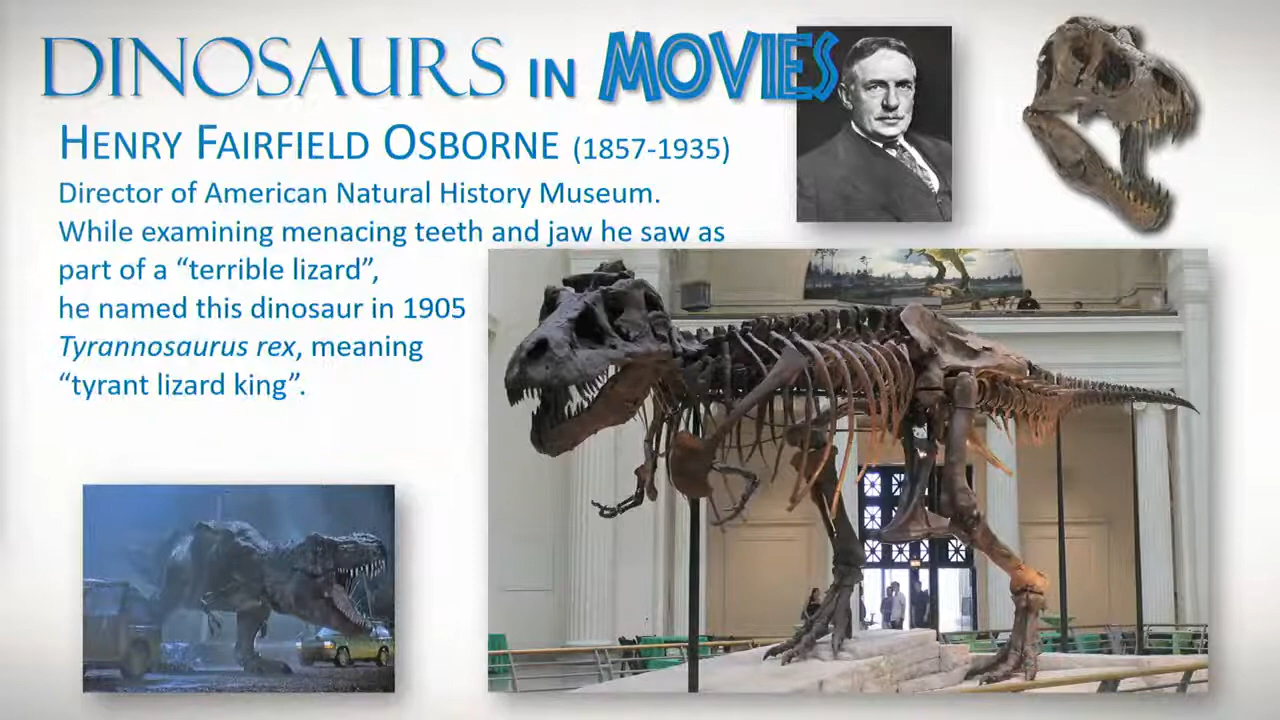 DINOSAURS IN MOVIES
HENRY FAIRFIELD OSBORNE (1857-1935)
Director of American Natural History Museum.
While examining menacing teeth and jaw he saw as
part of a “terrible lizard”,
he named this dinosaur in 1905
Tyrannosaurus rex, meaning
“tyrant lizard king”.